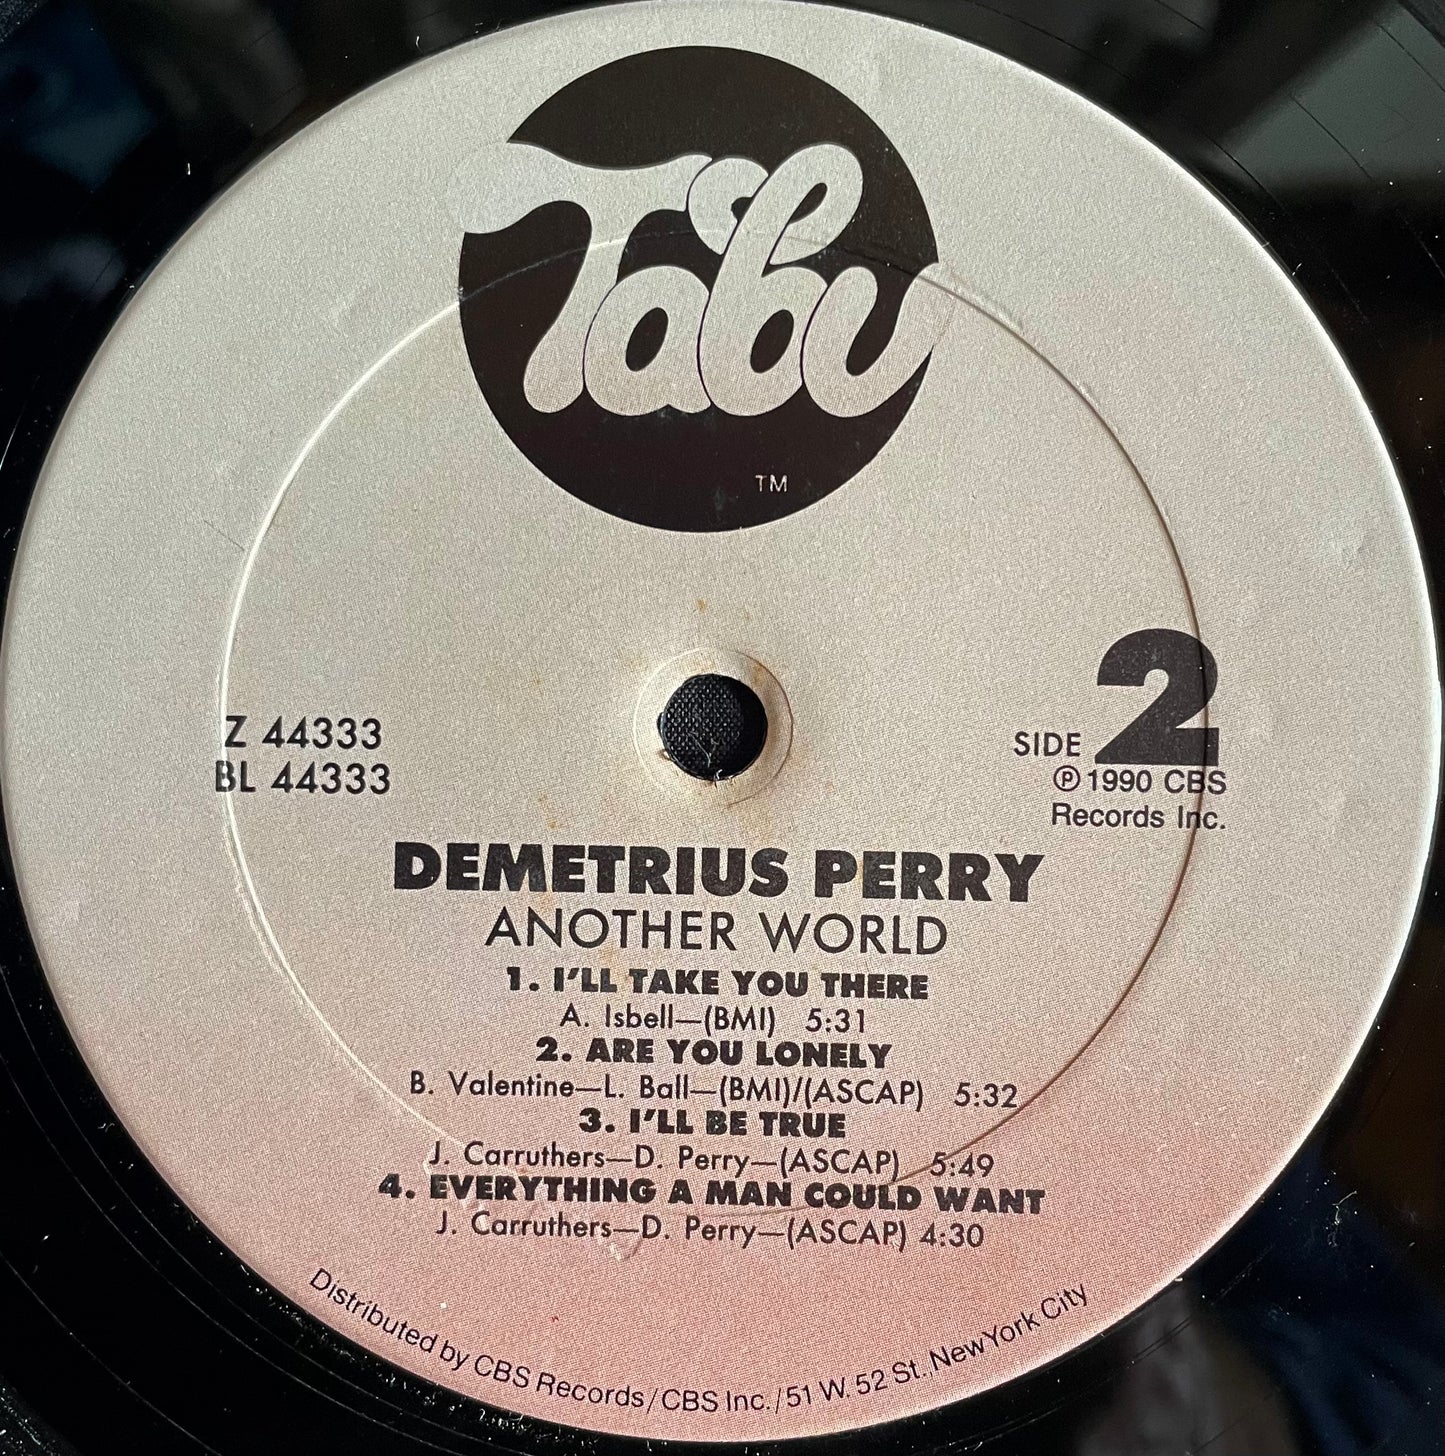 Tabu
TM
Z 44333
BL 44333
SIDE 2
℗ 1990 CBS
Records Inc.
DEMETRIUS PERRY
ANOTHER WORLD
1. I'LL TAKE YOU THERE
A. Isbell—(BMI) 5:31
2. ARE YOU LONELY
B. Valentine—L. Ball—(BMI)/(ASCAP) 5:32
3. I'LL BE TRUE
J. Carruthers—D. Perry—(ASCAP) 5:49
4. EVERYTHING A MAN COULD WANT
J. Carruthers—D. Perry—(ASCAP) 4:30
Distributed by CBS Records/CBS Inc./51 W. 52 St., New York City